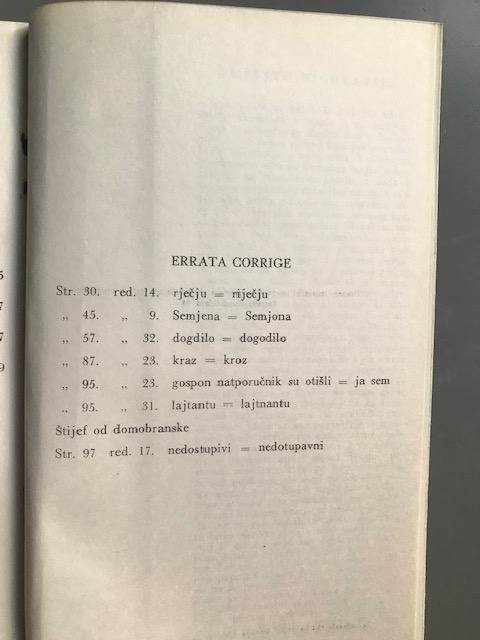 ERRATA CORRIGE
Str. 30. red. 14. rječju = riječju
„ 45. „ 9. Semjena = Semjona
„ 57. „ 32. dogdilo = dogodilo
„ 87. „ 23. kraz = kroz
„ 95. „ 23. gospon natporučnik su otišli = ja sem
„ 95. „ 31. lajtantu = lajtnantu
Štijef od domobranske
Str. 97 red. 17. nedostupivi = nedotupavni